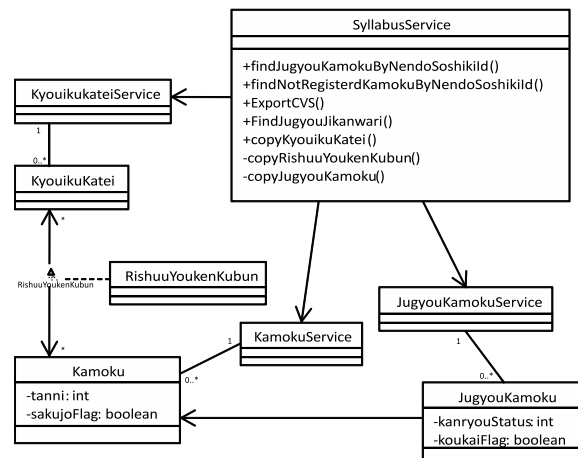 SyllabusService
+findJugyouKamokuByNendoSoshikiId()
+findNotRegisterdKamokuByNendoSoshikiId()
+ExportCVS()
+FindJugyouJikanwari()
+copyKyouikuKatei()
-copyRishuuYoukenKubun()
-copyJugyouKamoku()
KyouikukateiService
1
0..*
KyouikuKatei
*
RishuuYoukenKubun
RishuuYoukenKubun
*
JugyouKamokuService
1
0..*
KamokuService
1
0..*
Kamoku
-tanni: int
-sakujoFlag: boolean
JugyouKamoku
-kanryouStatus: int
-koukaiFlag: boolean